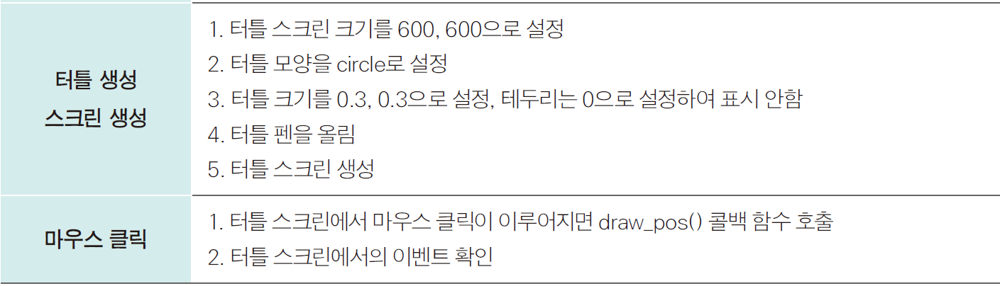 터틀 생성
스크린 생성
1. 터틀 스크린 크기를 600, 600으로 설정
2. 터틀 모양을 circle로 설정
3. 터틀 크기를 0.3, 0.3으로 설정, 테두리는 0으로 설정하여 표시 안함
4. 터틀 펜을 올림
5. 터틀 스크린 생성
마우스 클릭
1. 터틀 스크린에서 마우스 클릭이 이루어지면 draw_pos() 콜백 함수 호출
2. 터틀 스크린에서의 이벤트 확인